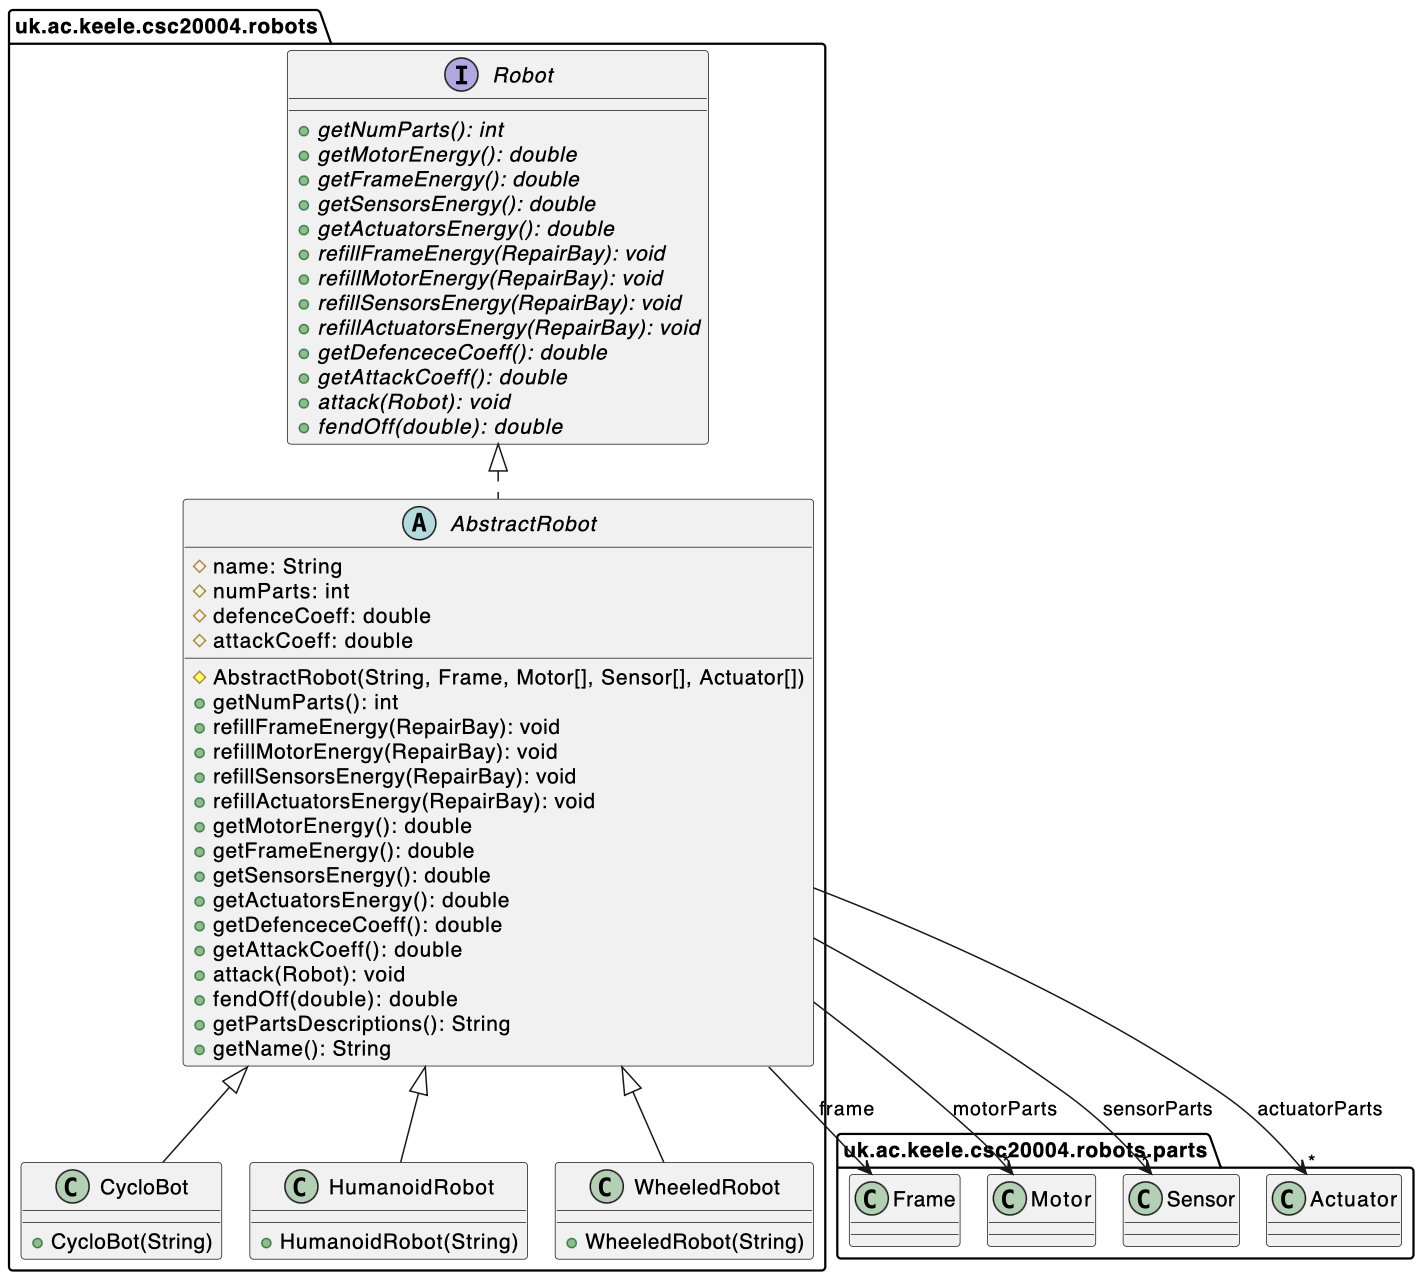 uk.ac.keele.csc20004.robots
I Robot
getNumParts(): int
getMotorEnergy(): double
getFrameEnergy(): double
getSensorsEnergy(): double
getActuatorsEnergy(): double
refillFrameEnergy(RepairBay): void
refillMotorEnergy(RepairBay): void
refillSensorsEnergy(RepairBay): void
refillActuatorsEnergy(RepairBay): void
getDefenceceCoeff(): double
getAttackCoeff(): double
attack(Robot): void
fendOff(double): double
A AbstractRobot
name: String
numParts: int
defenceCoeff: double
attackCoeff: double
AbstractRobot(String, Frame, Motor[], Sensor[], Actuator[])
getNumParts(): int
refillFrameEnergy(RepairBay): void
refillMotorEnergy(RepairBay): void
refillSensorsEnergy(RepairBay): void
refillActuatorsEnergy(RepairBay): void
getMotorEnergy(): double
getFrameEnergy(): double
getSensorsEnergy(): double
getActuatorsEnergy(): double
getDefenceceCoeff(): double
getAttackCoeff(): double
attack(Robot): void
fendOff(double): double
getPartsDescriptions(): String
getName(): String
frame
motorParts
sensorParts
actuatorParts
uk.ac.keele.csc20004.robots.parts
*
C CycloBot
CycloBot(String)
C HumanoidRobot
HumanoidRobot(String)
C WheeledRobot
WheeledRobot(String)
C Frame
C Motor
C Sensor
C Actuator